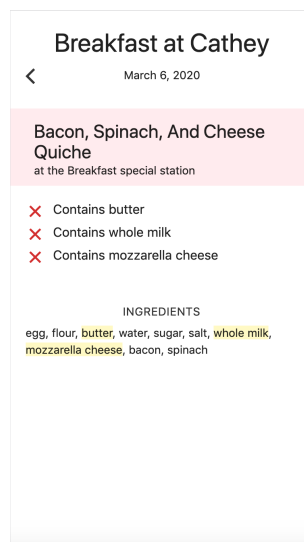 Breakfast at Cathey
March 6, 2020
Bacon, Spinach, And Cheese
Quiche
at the Breakfast special station
Contains butter
Contains whole milk
Contains mozzarella cheese
INGREDIENTS
egg, flour, butter, water, sugar, salt, whole milk,
mozzarella cheese, bacon, spinach